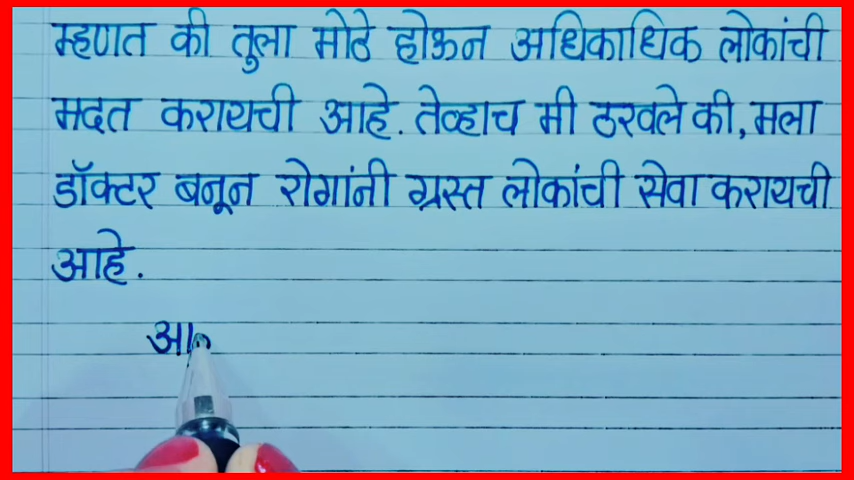 म्हणत की तुला मोठे होऊन अधिकाधिक लोकांची
मदत करायची आहे. तेव्हाच मी ठरवले की, मला
डॉक्टर बनून रोगांनी ग्रस्त लोकांची सेवा करायची
आहे.